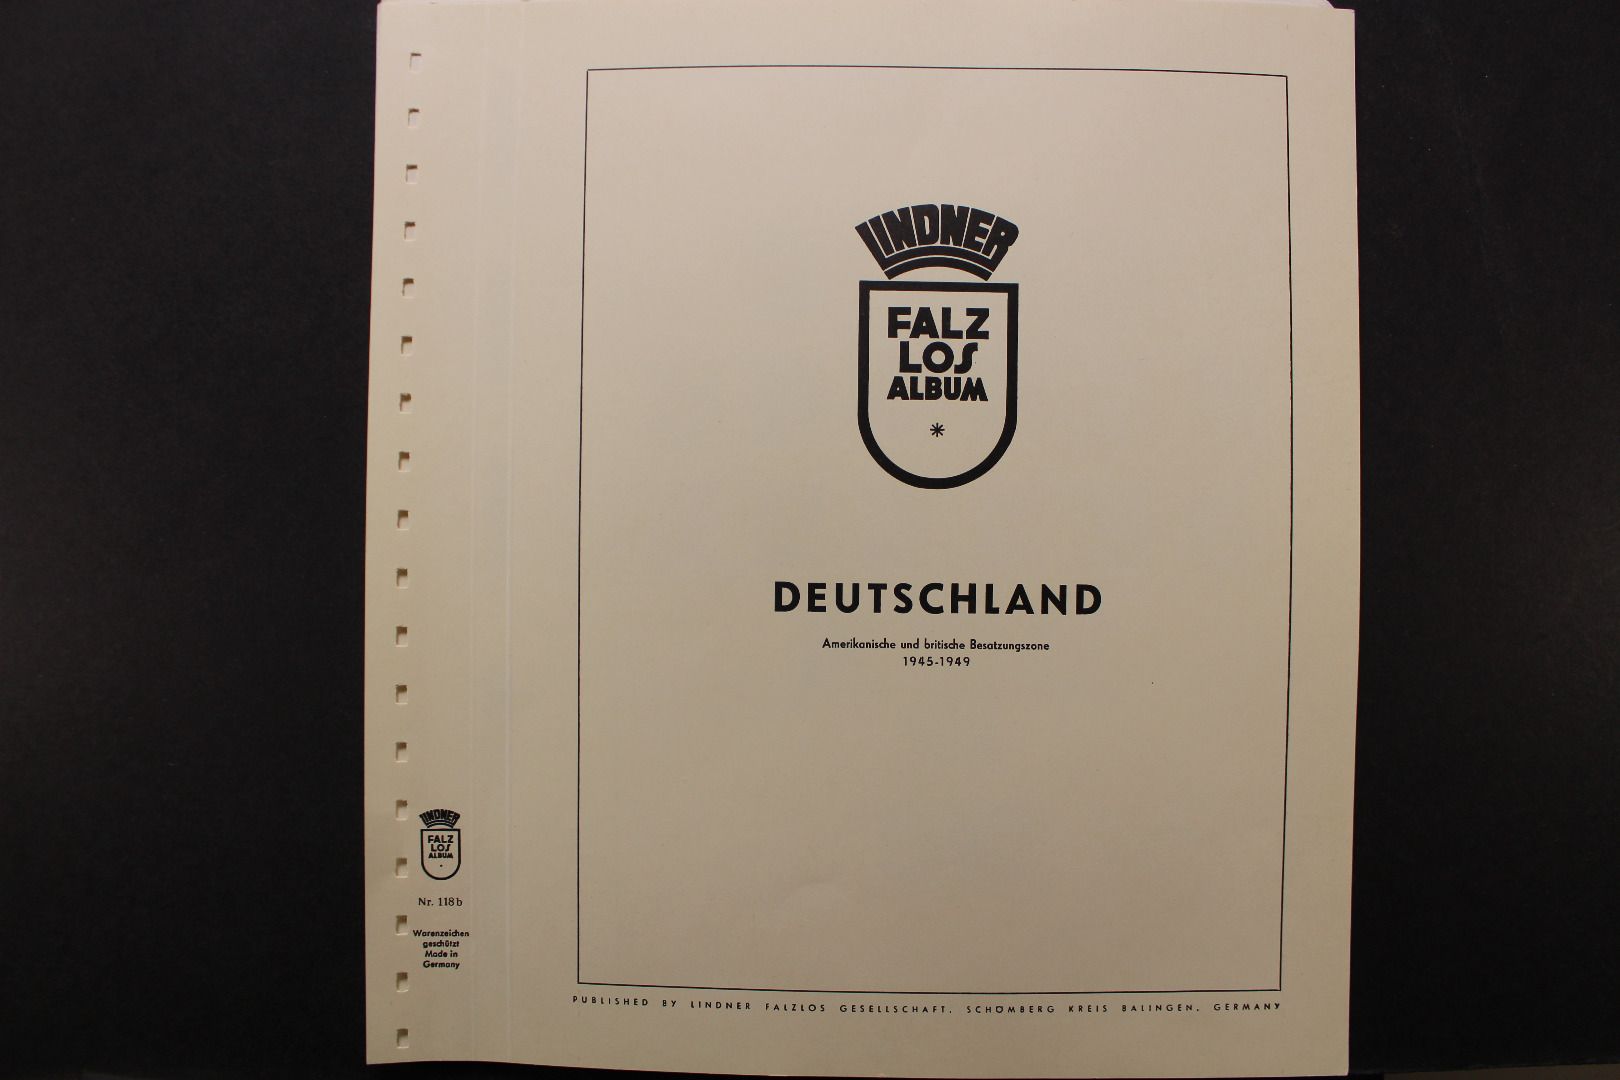 LINDNER
FALZ
LOS
ALBUM
DEUTSCHLAND
Amerikanische und britische Besatzungszone
1945-1949
LINDNER
FALZ
LOS
ALBUM
Nr. 118b
Warenzeichen
geschützt
Made in
Germany
PUBLISHED BY LINDNER FALZLOS GESELLSCHAFT, SCHÖMBERG KREIS BALINGEN, GERMANY